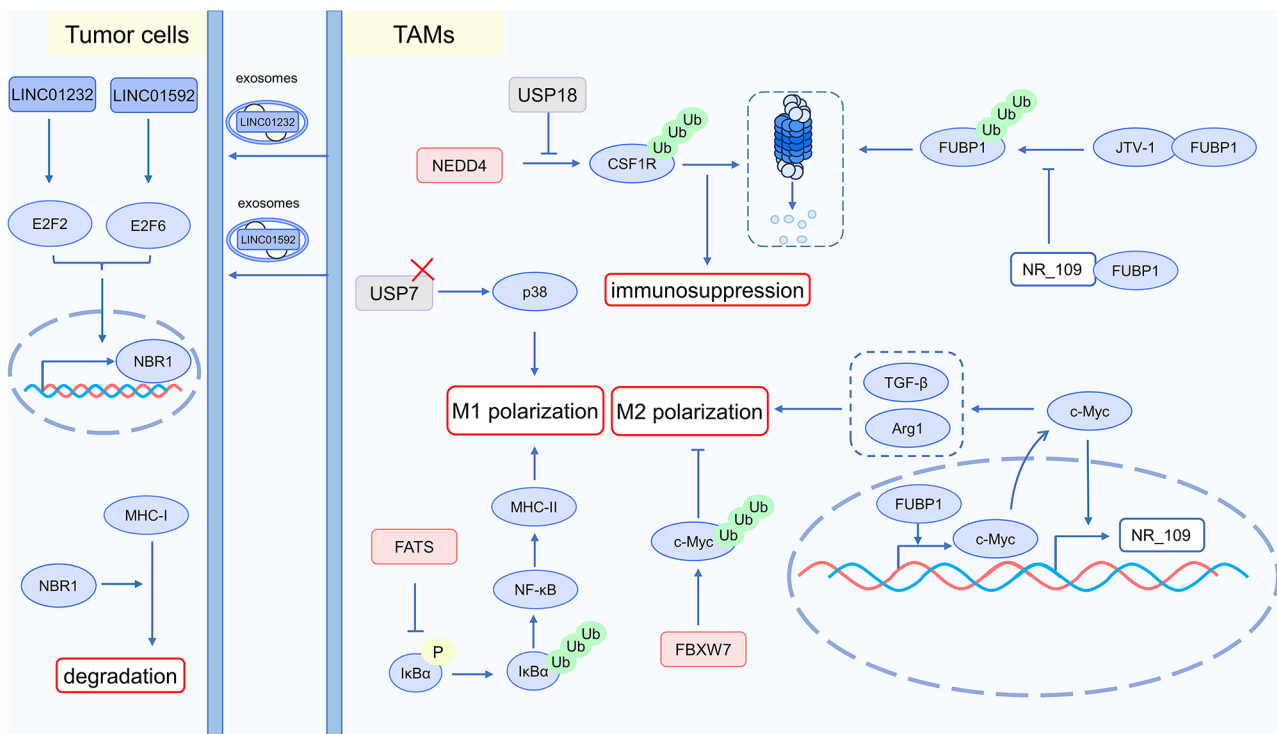 Tumor cells
TAMs
LINC01232
LINC01592
E2F2
E2F6
NBR1
MHC-I
NBR1
degradation
exosomes
LINC01232
exosomes
LINC01592
USP18
NEDD4
CSF1R
Ub
Ub
Ub
immunosuppression
FUBP1
Ub
Ub
Ub
JTV-1
FUBP1
NR_109
FUBP1
USP7
p38
M1 polarization
M2 polarization
TGF-β
Arg1
c-Myc
FUBP1
c-Myc
NR_109
MHC-II
NF-κB
FATS
IκBα
P
IκBα
Ub
Ub
Ub
c-Myc
Ub
Ub
Ub
FBXW7